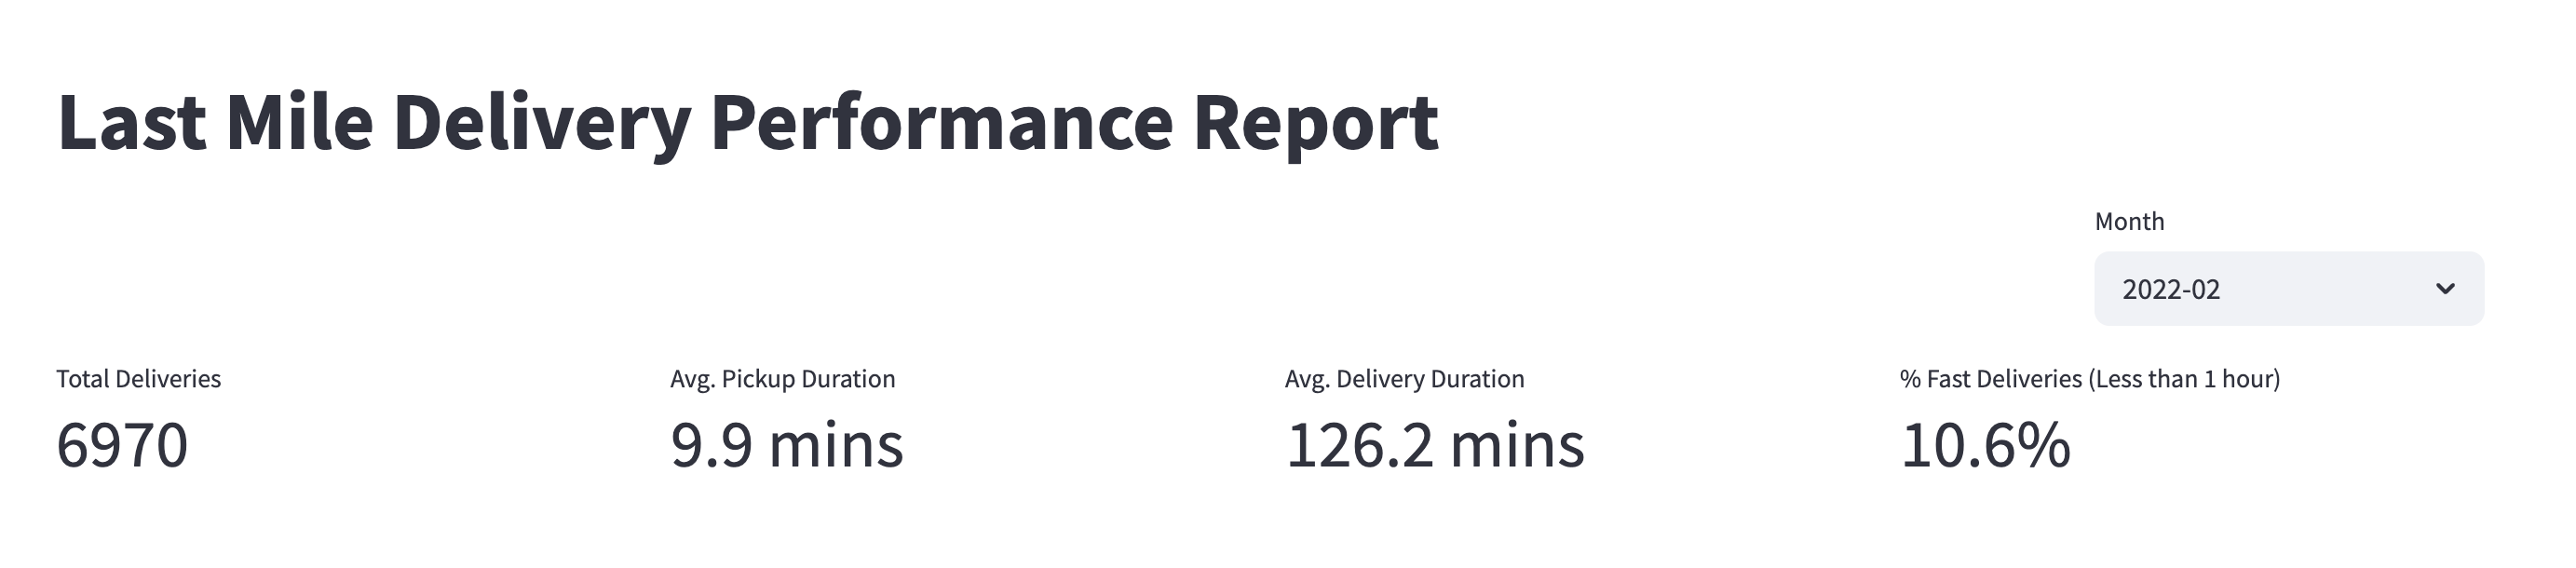 Last Mile Delivery Performance Report
Month
2022-02
Total Deliveries
6970
Avg. Pickup Duration
9.9 mins
Avg. Delivery Duration
126.2 mins
% Fast Deliveries (Less than 1 hour)
10.6%